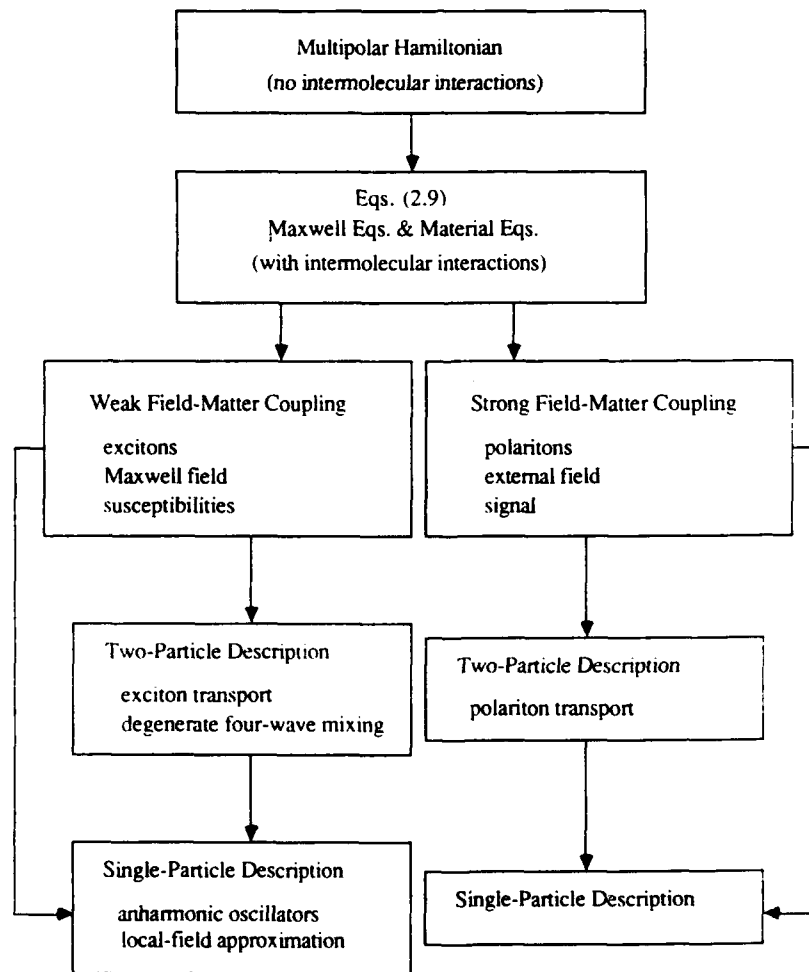 Multipolar Hamiltonian
(no intermolecular interactions)
Eqs. (2.9)
Maxwell Eqs. & Material Eqs.
(with intermolecular interactions)
Weak Field-Matter Coupling
excitons
Maxwell field
susceptibilities
Strong Field-Matter Coupling
polaritons
external field
signal
Two-Particle Description
exciton transport
degenerate four-wave mixing
Two-Particle Description
polariton transport
Single-Particle Description
anharmonic oscillators
local-field approximation
Single-Particle Description